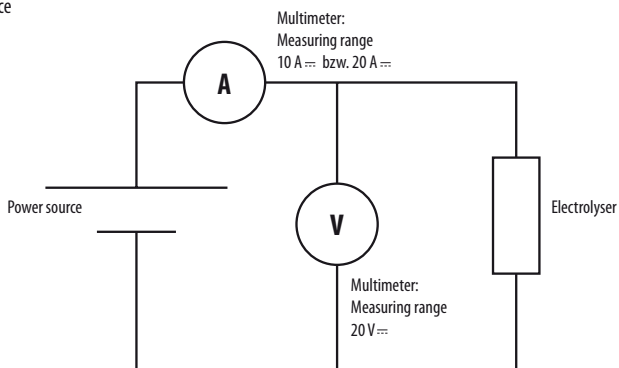 Multimeter:
Measuring range
10 A ⎓ bzw. 20 A ⎓
A
Power source
V
Electrolyser
Multimeter:
Measuring range
20 V ⎓